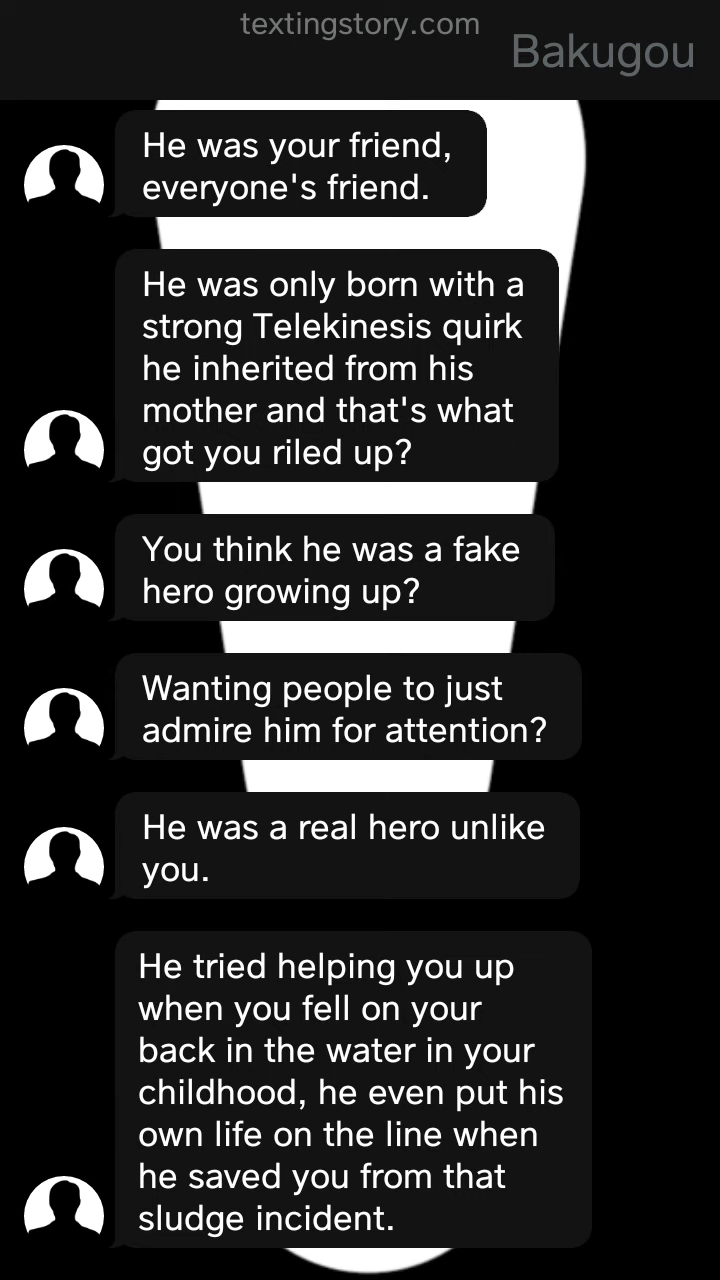 textingstory.com
Bakugou
He was your friend,
everyone's friend.
He was only born with a
strong Telekinesis quirk
he inherited from his
mother and that's what
got you riled up?
You think he was a fake
hero growing up?
Wanting people to just
admire him for attention?
He was a real hero unlike
you.
He tried helping you up
when you fell on your
back in the water in your
childhood, he even put his
own life on the line when
he saved you from that
sludge incident.